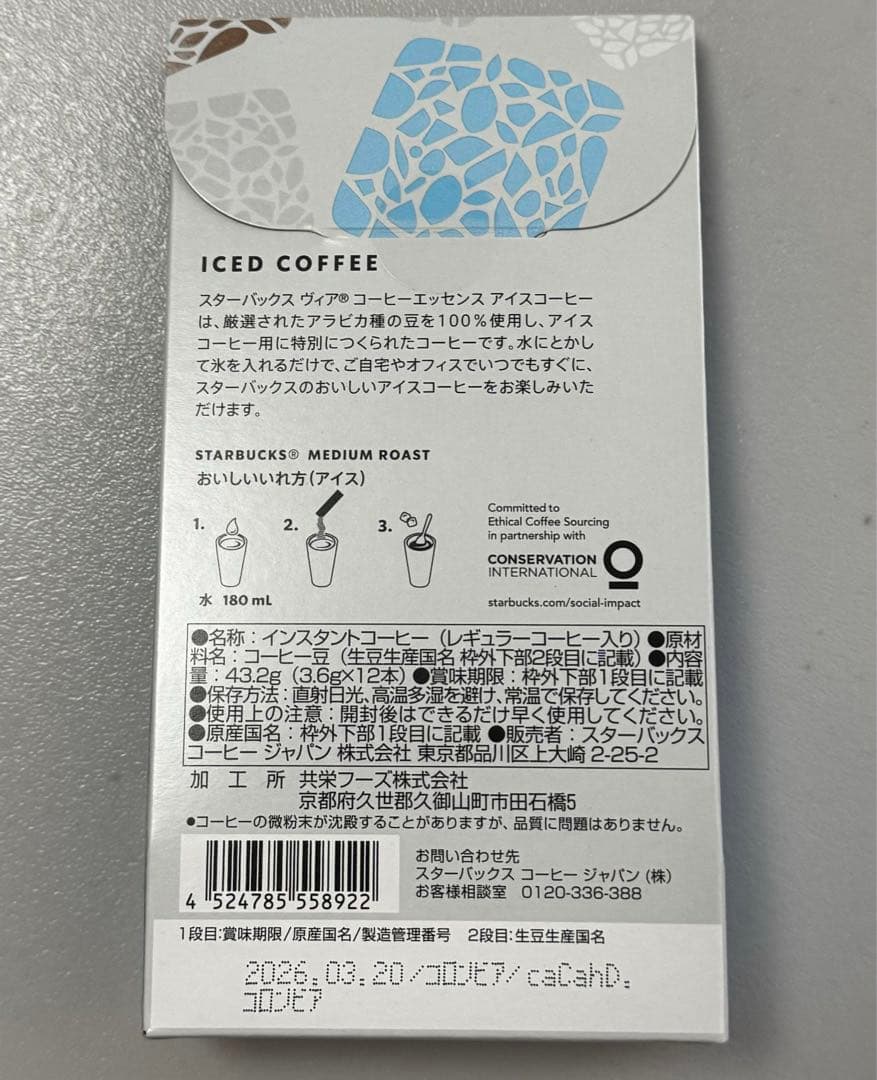 ICED COFFEE
スターバックス ヴィア® コーヒーエッセンス アイスコーヒー
は、厳選されたアラビカ種の豆を100%使用し、アイス
コーヒー用に特別につくられたコーヒーです。水にとかし
て氷を入れるだけで、ご自宅やオフィスでいつでもすぐに、
スターバックスのおいしいアイスコーヒーをお楽しみいた
だけます。
STARBUCKS® MEDIUM ROAST
おいしいいれ方(アイス)
1. 2. 3.
水 180 mL
Committed to
Ethical Coffee Sourcing
in partnership with
CONSERVATION
INTERNATIONAL
starbucks.com/social-impact
●名称:インスタントコーヒー(レギュラーコーヒー入り)●原材
料名:コーヒー豆(生豆生産国名 枠外下部2段目に記載)●内容
量:43.2g(3.6g×12本)●賞味期限:枠外下部1段目に記載
●保存方法:直射日光、高温多湿を避け、常温で保存してください。
●使用上の注意:開封後はできるだけ早く使用してください。
●原産国名:枠外下部1段目に記載 ●販売者:スターバックス
コーヒー ジャパン 株式会社 東京都品川区上大崎 2-25-2
加 工 所 共栄フーズ株式会社
京都府久世郡久御山町市田石橋5
●コーヒーの微粉末が沈殿することがありますが、品質に問題はありません。
4 524785 558922
お問い合わせ先
スターバックス コーヒー ジャパン (株)
お客様相談室 0120-336-388
1段目:賞味期限/原産国名/製造管理番号 2段目:生豆生産国名
2026.03.20/コロンビア/caCahD.
コロンビア